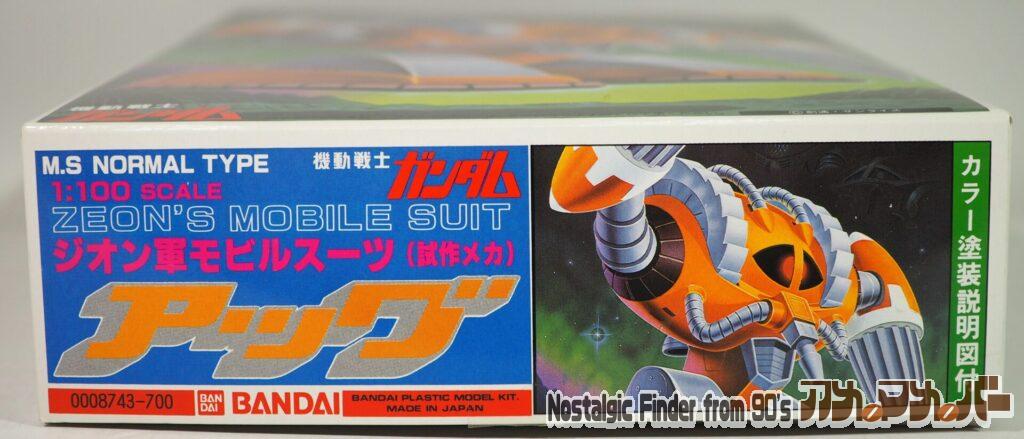 機動戦士
ガンダム
M.S NORMAL TYPE
機動戦士
ガンダム
1:100 SCALE
ZEON'S MOBILE SUIT
ジオン軍モビルスーツ(試作メカ)
アッグ
0008743-700
BAN
DAI
BANDAI
BANDAI PLASTIC MODEL KIT.
MADE IN JAPAN
カラー塗装説明図付
Nostalgic Finder from 90's